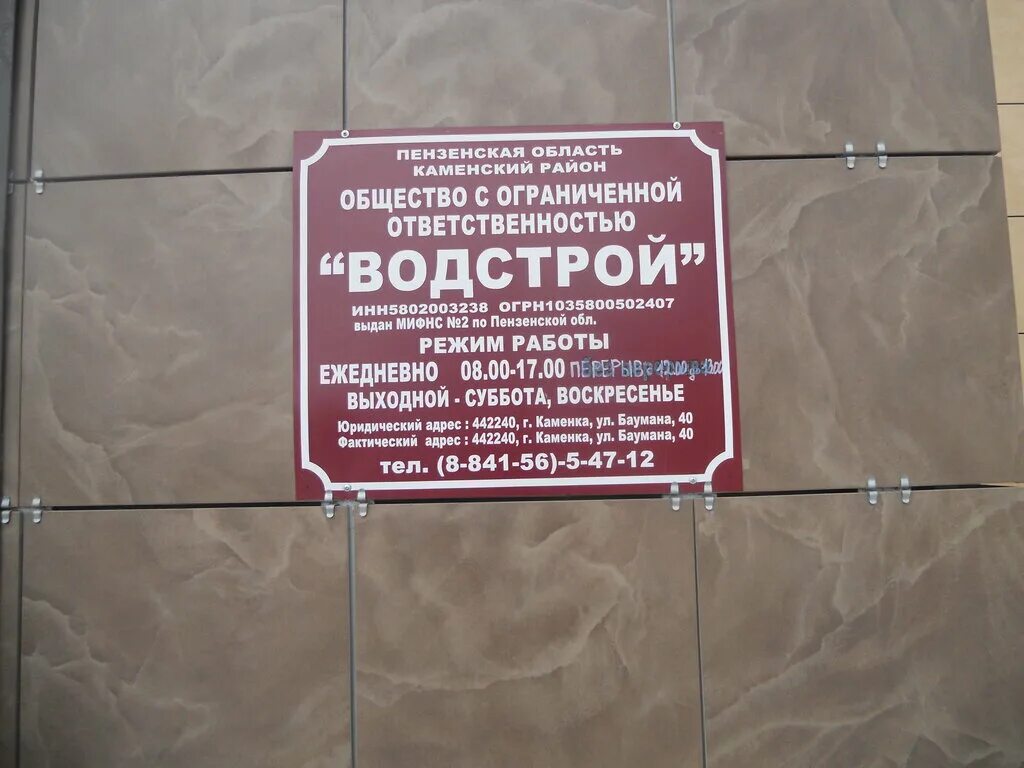 ПЕНЗЕНСКАЯ ОБЛАСТЬ
КАМЕНСКИЙ РАЙОН
ОБЩЕСТВО С ОГРАНИЧЕННОЙ
ОТВЕТСТВЕННОСТЬЮ
“ВОДСТРОЙ”
ИНН5802003238 ОГРН1035800502407
выдан МИФНС №2 по Пензенской обл.
РЕЖИМ РАБОТЫ
ЕЖЕДНЕВНО 08.00-17.00 ПЕРЕРЫВ
ВЫХОДНОЙ - СУББОТА, ВОСКРЕСЕНЬЕ
Юридический адрес : 442240, г. Каменка, ул. Баумана, 40
Фактический адрес : 442240, г. Каменка, ул. Баумана, 40
тел. (8-841-56)-5-47-12